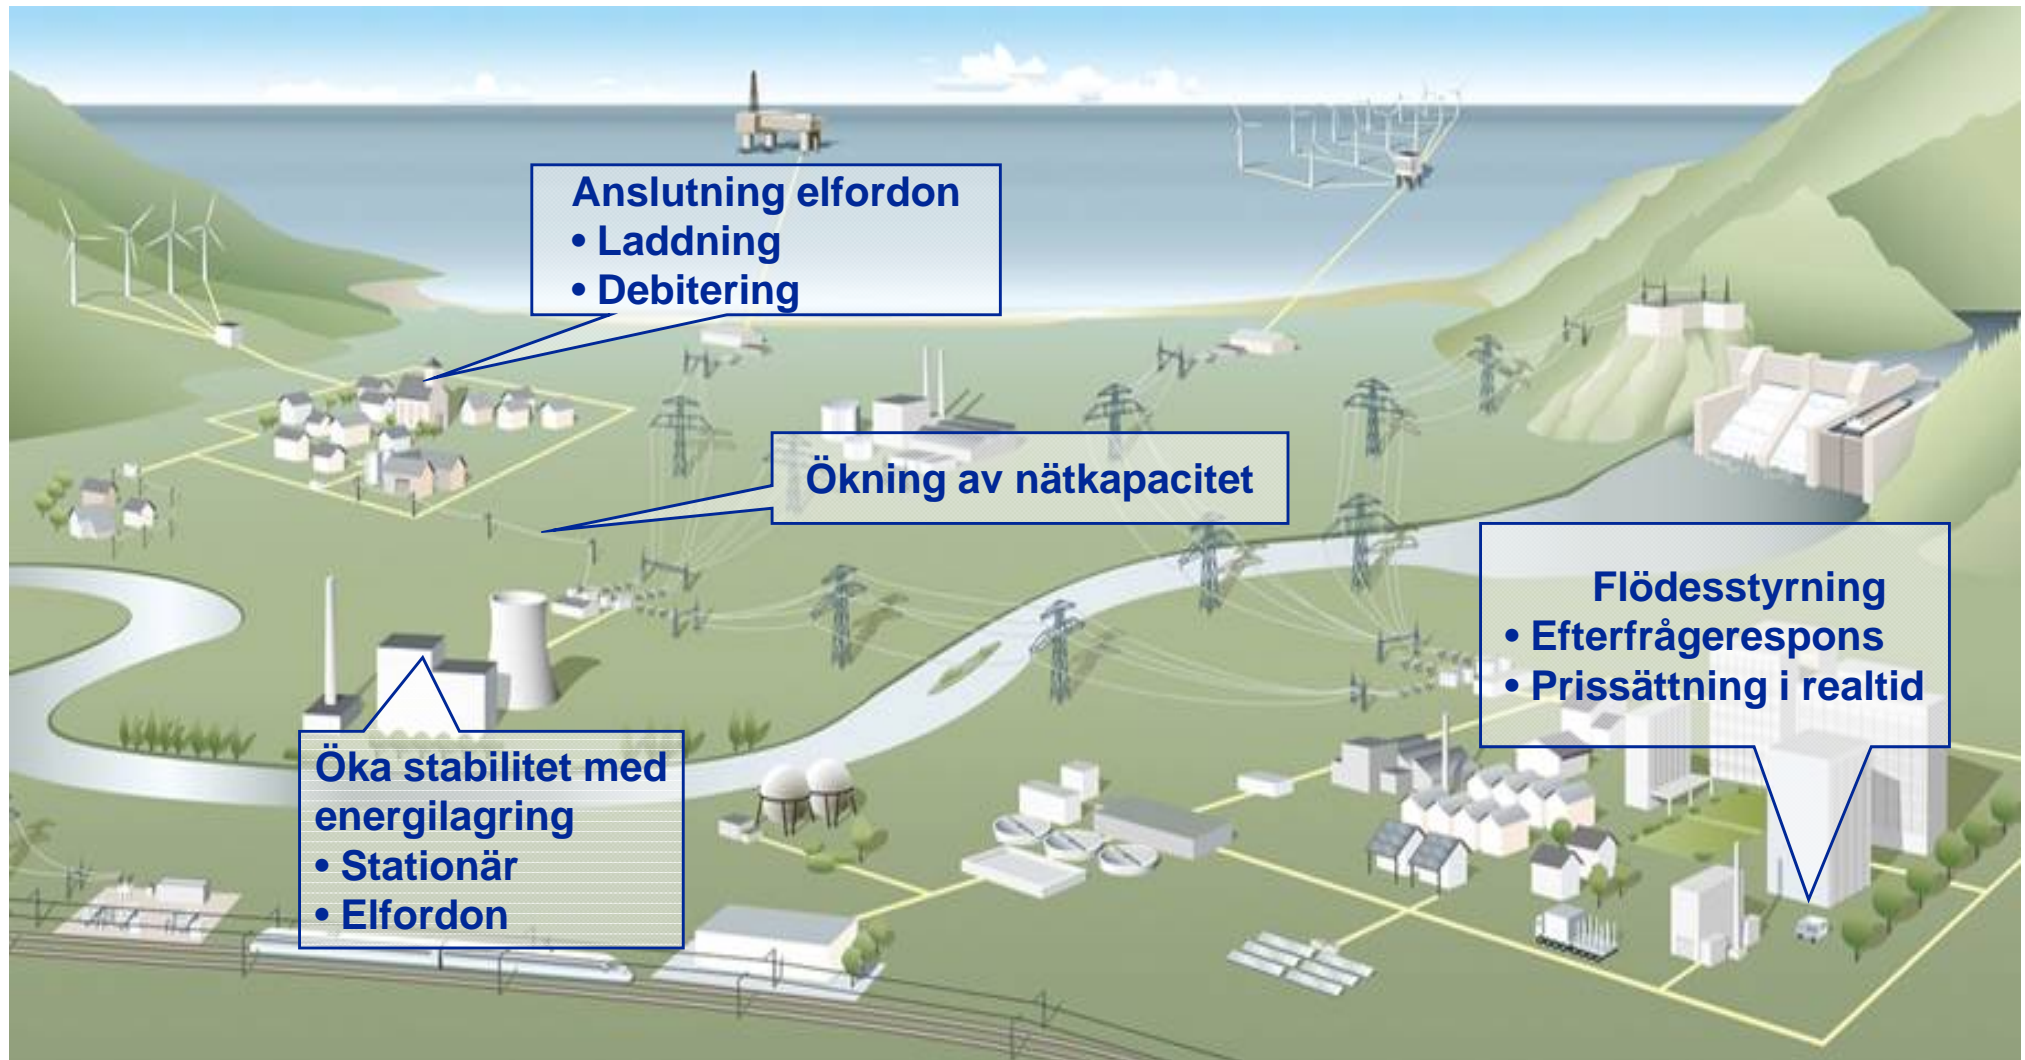 Anslutning elfordon
• Laddning
• Debitering
Ökning av nätkapacitet
Flödesstyrning
• Efterfrågerespons
• Prissättning i realtid
Öka stabilitet med
energilagring
• Stationär
• Elfordon